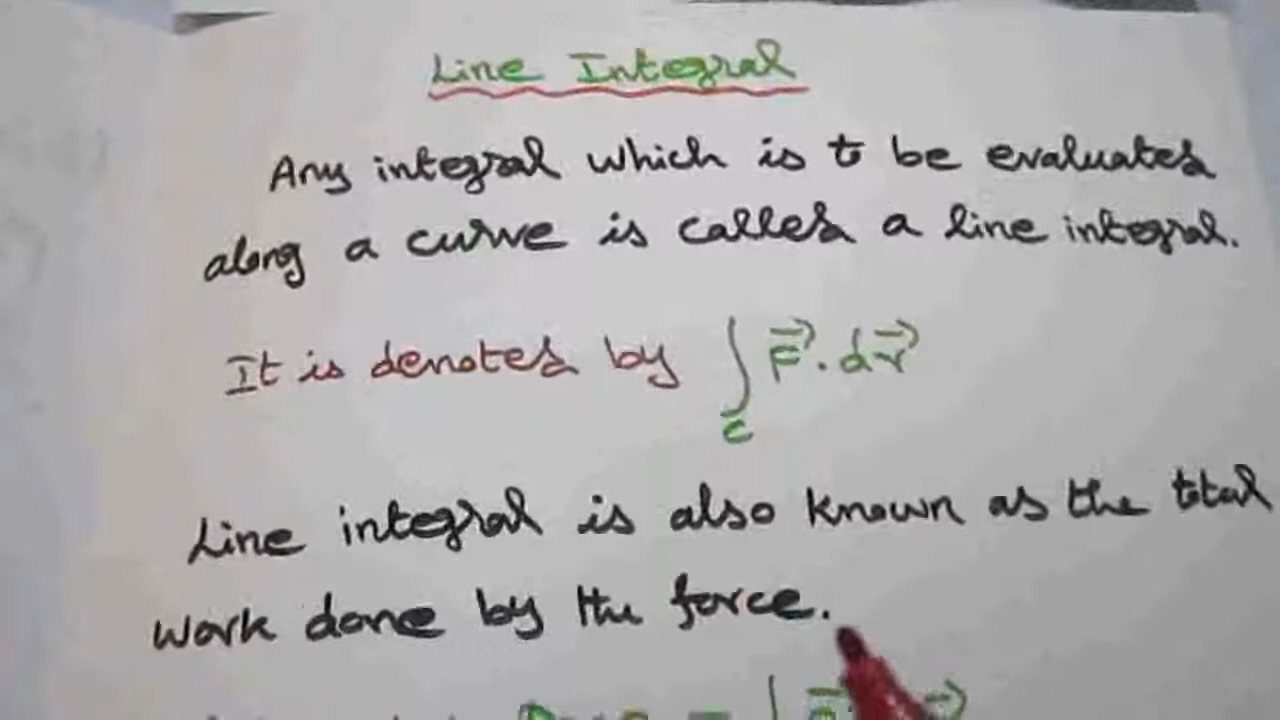 Line Integral
Any integral which is to be evaluated
along a curve is called a line integral.
It is denoted by ∫_C F⃗ . d r⃗
Line integral is also known as the total
work done by the force.